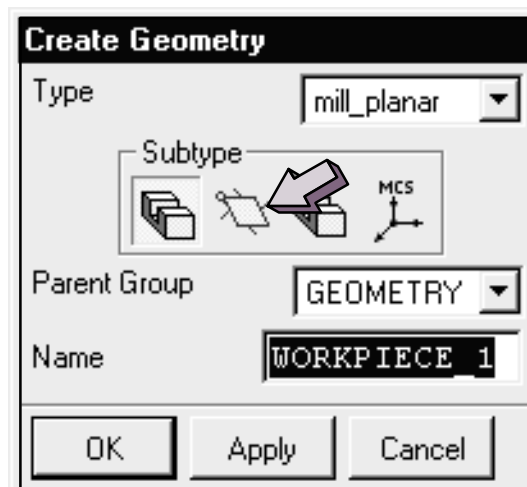 Create Geometry
Type mill_planar
Subtype
MCS
Parent Group GEOMETRY
Name WORKPIECE_1
OK Apply Cancel